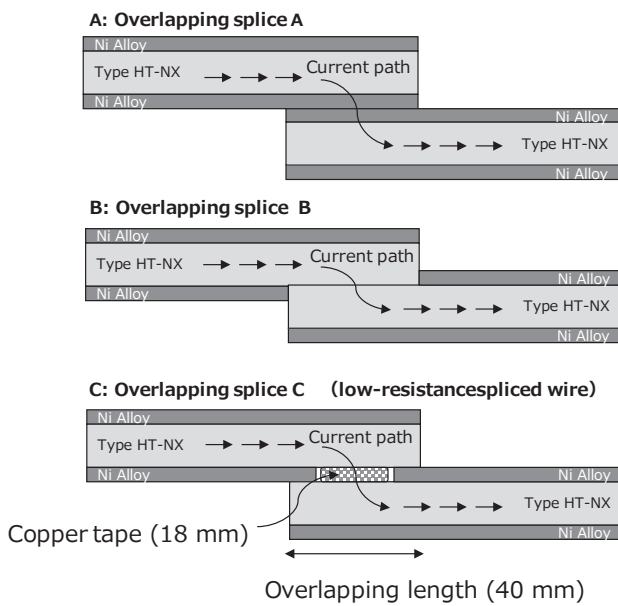 A: Overlapping splice A
Ni Alloy
Type HT-NX
Current path
Ni Alloy
Ni Alloy
Type HT-NX
Ni Alloy
B: Overlapping splice B
Ni Alloy
Type HT-NX
Current path
Ni Alloy
Ni Alloy
Type HT-NX
Ni Alloy
C: Overlapping splice C (low-resistancespliced wire)
Ni Alloy
Type HT-NX
Current path
Ni Alloy
Ni Alloy
Type HT-NX
Copper tape (18 mm)
Ni Alloy
Overlapping length (40 mm)